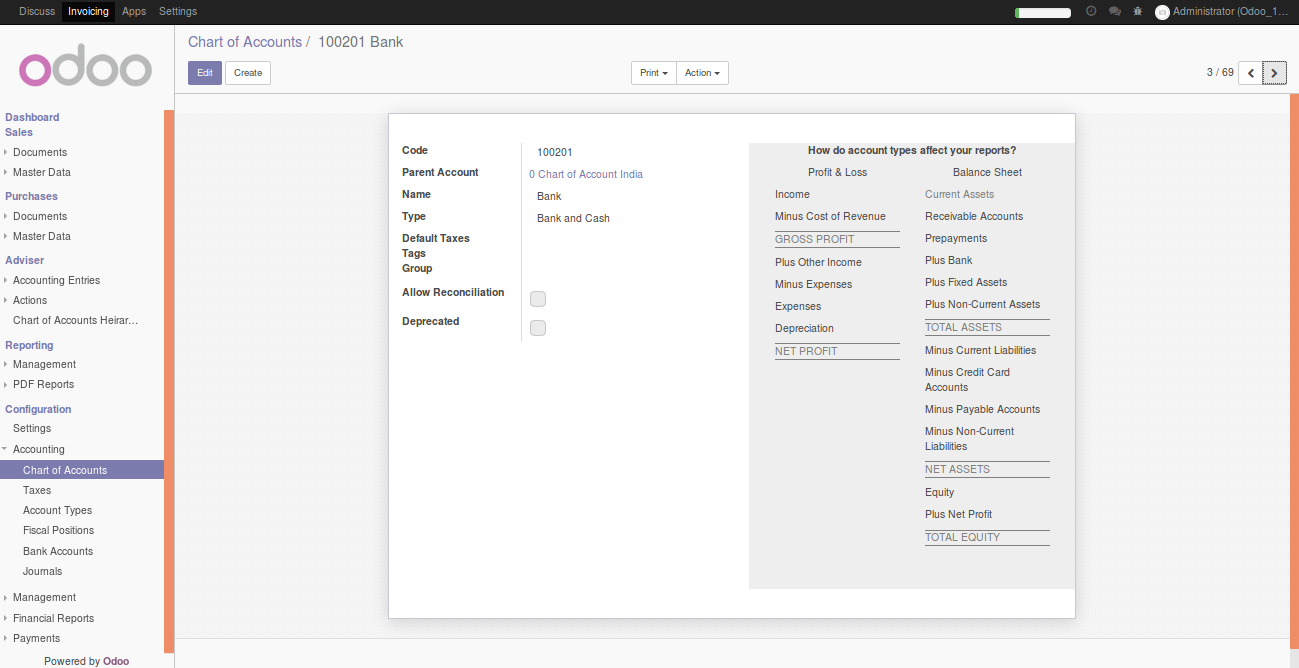 Discuss Invoicing Apps Settings Administrator (Odoo_1...
odoo
Chart of Accounts / 100201 Bank
Edit Create Print Action 3 / 69
Dashboard
Sales
Documents
Master Data
Purchases
Documents
Master Data
Adviser
Accounting Entries
Actions
Chart of Accounts Heirar...
Reporting
Management
PDF Reports
Configuration
Settings
Accounting
Chart of Accounts
Taxes
Account Types
Fiscal Positions
Bank Accounts
Journals
Management
Financial Reports
Payments
Powered by Odoo
Code 100201
Parent Account 0 Chart of Account India
Name Bank
Type Bank and Cash
Default Taxes
Tags
Group
Allow Reconciliation
Deprecated
How do account types affect your reports?
Profit & Loss
Income
Minus Cost of Revenue
GROSS PROFIT
Plus Other Income
Minus Expenses
Expenses
Depreciation
NET PROFIT
Balance Sheet
Current Assets
Receivable Accounts
Prepayments
Plus Bank
Plus Fixed Assets
Plus Non-Current Assets
TOTAL ASSETS
Minus Current Liabilities
Minus Credit Card
Accounts
Minus Payable Accounts
Minus Non-Current
Liabilities
NET ASSETS
Equity
Plus Net Profit
TOTAL EQUITY